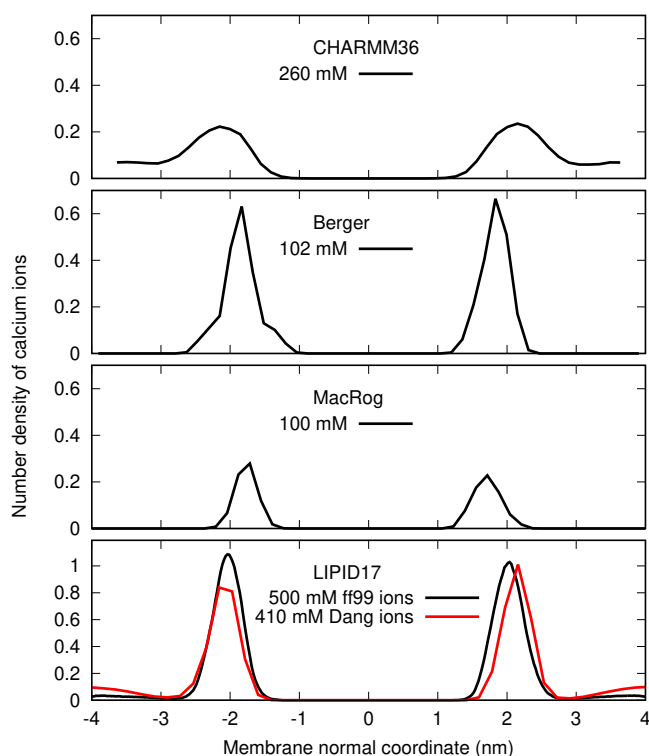 0.6
CHARMM36
260 mM
0.4
0.2
0
0.6
Berger
102 mM
0.4
0.2
0
0.6
MacRog
100 mM
0.4
0.2
0
1
LIPID17
0.8
500 mM ff99 ions
0.6
410 mM Dang ions
0.4
0.2
0
-4 -3 -2 -1 0 1 2 3 4
Membrane normal coordinate (nm)
Number density of calcium ions